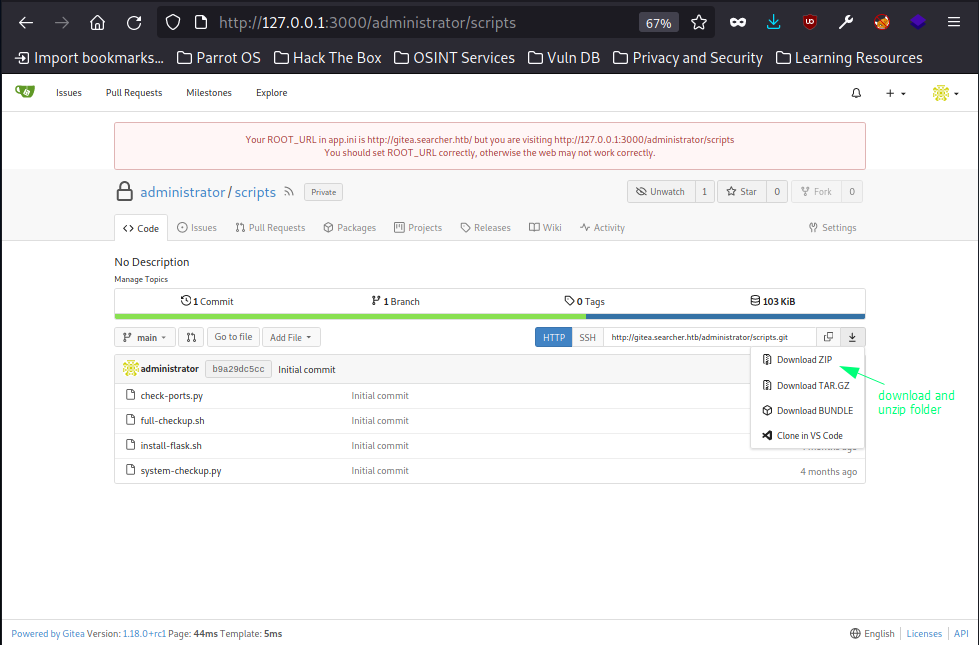 http://127.0.0.1:3000/administrator/scripts 67% UD
Import bookmarks... Parrot OS Hack The Box OSINT Services Vuln DB Privacy and Security Learning Resources
Issues Pull Requests Milestones Explore
Your ROOT_URL in app.ini is http://gitea.searcher.htb/ but you are visiting http://127.0.0.1:3000/administrator/scripts
You should set ROOT_URL correctly, otherwise the web may not work correctly.
administrator/scripts Private Unwatch 1 Star 0 Fork 0
Code Issues Pull Requests Packages Projects Releases Wiki Activity Settings
No Description
Manage Topics
1 Commit 1 Branch 0 Tags 103 KiB
main Go to file Add File HTTP SSH http://gitea.searcher.htb/administrator/scripts.git
Download ZIP
administrator b9a29dc5cc Initial commit
Download TAR.GZ
download and
unzip folder
check-ports.py Initial commit
full-checkup.sh Initial commit
Download BUNDLE
Clone in VS Code
install-flask.sh Initial commit
system-checkup.py Initial commit 4 months ago
Powered by Gitea Version: 1.18.0+rc1 Page: 44ms Template: 5ms English Licenses API